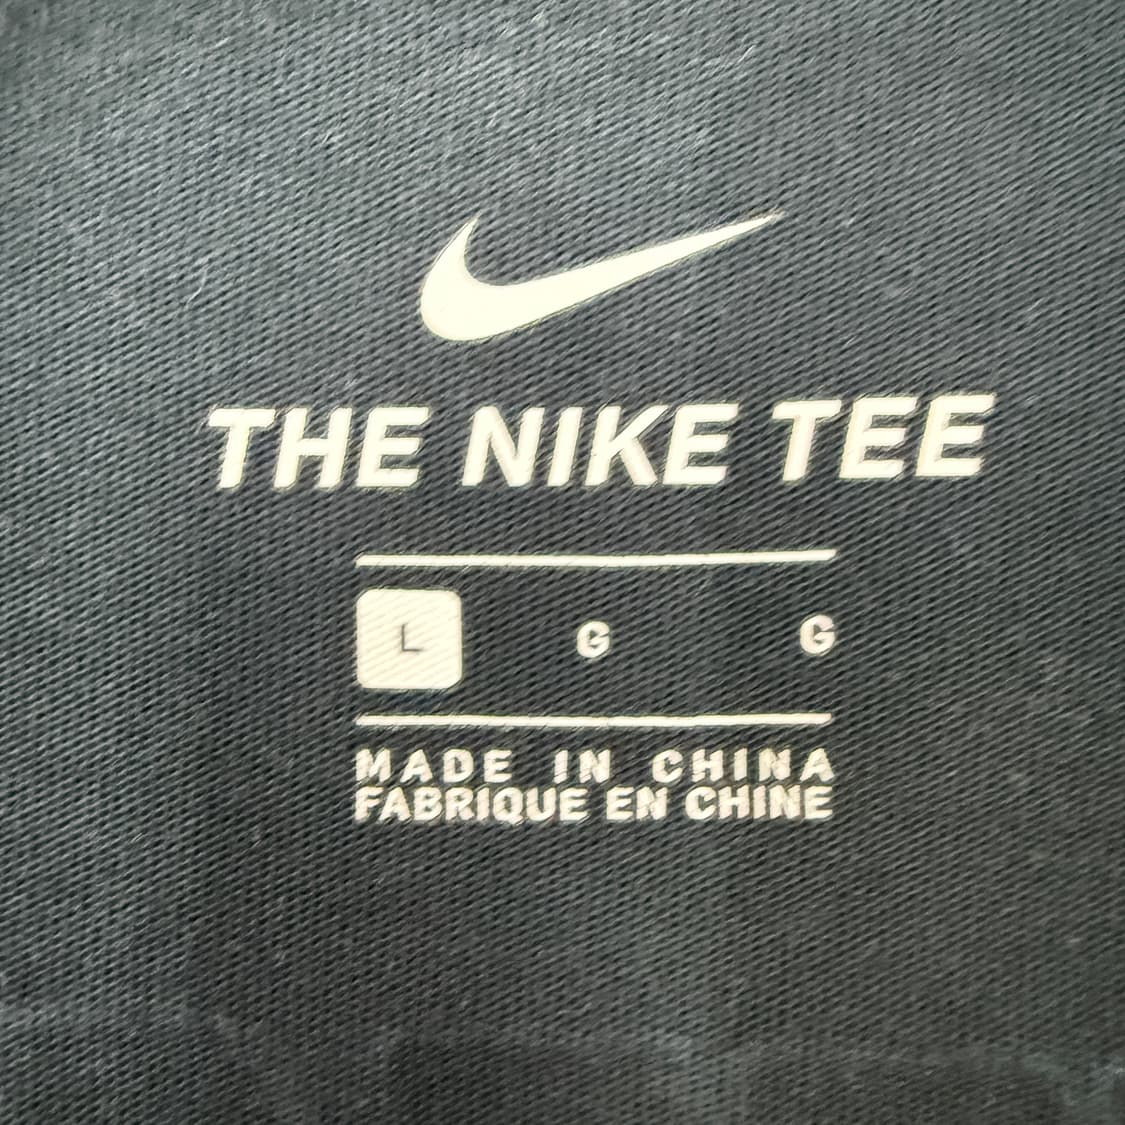 THE NIKE TEE
L G G
MADE IN CHINA
FABRIQUE EN CHINE